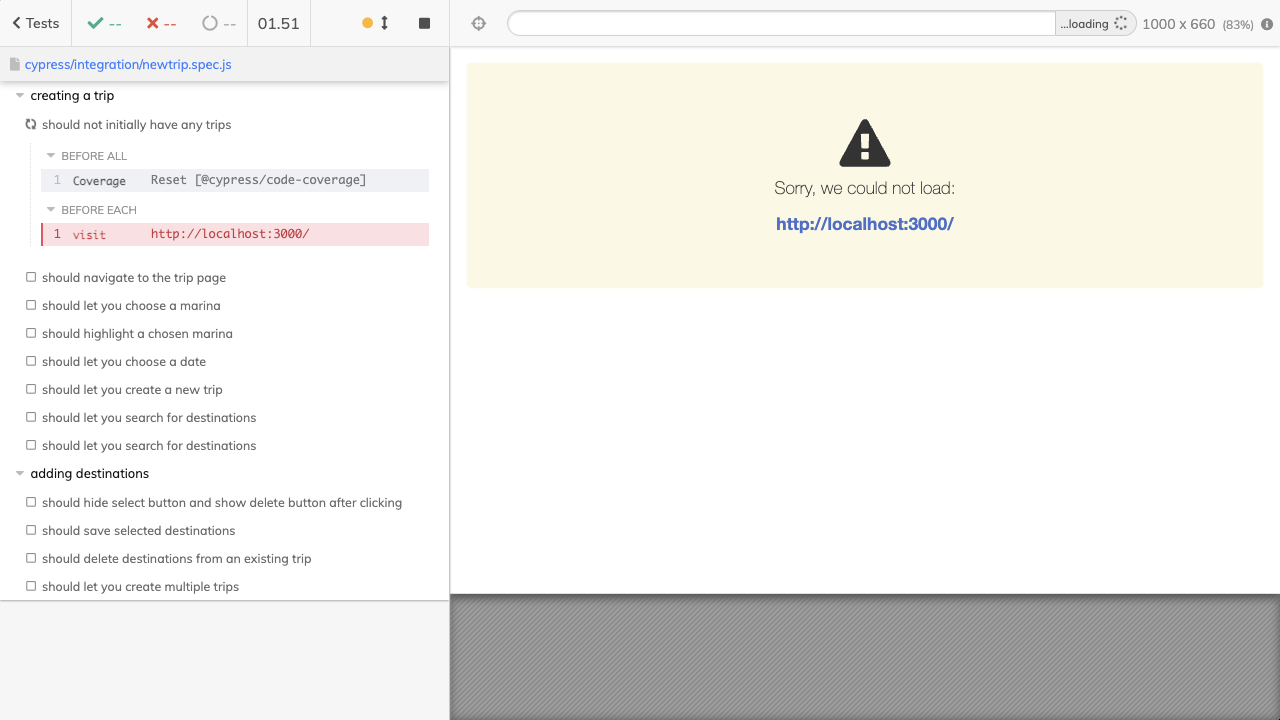 Tests
--
--
--
01.51
...loading
1000 x 660 (83%)
cypress/integration/newtrip.spec.js
creating a trip
should not initially have any trips
BEFORE ALL
1 Coverage Reset [@cypress/code-coverage]
BEFORE EACH
1 visit http://localhost:3000/
should navigate to the trip page
should let you choose a marina
should highlight a chosen marina
should let you choose a date
should let you create a new trip
should let you search for destinations
should let you search for destinations
adding destinations
should hide select button and show delete button after clicking
should save selected destinations
should delete destinations from an existing trip
should let you create multiple trips
Sorry, we could not load:
http://localhost:3000/